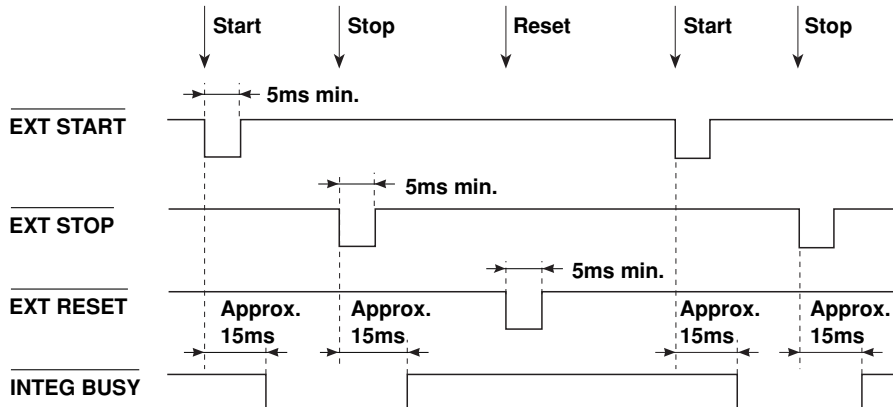 Start Stop Reset Start Stop
5ms min.
EXT START
5ms min.
EXT STOP
5ms min.
EXT RESET
Approx. Approx. Approx. Approx.
15ms 15ms 15ms 15ms
INTEG BUSY